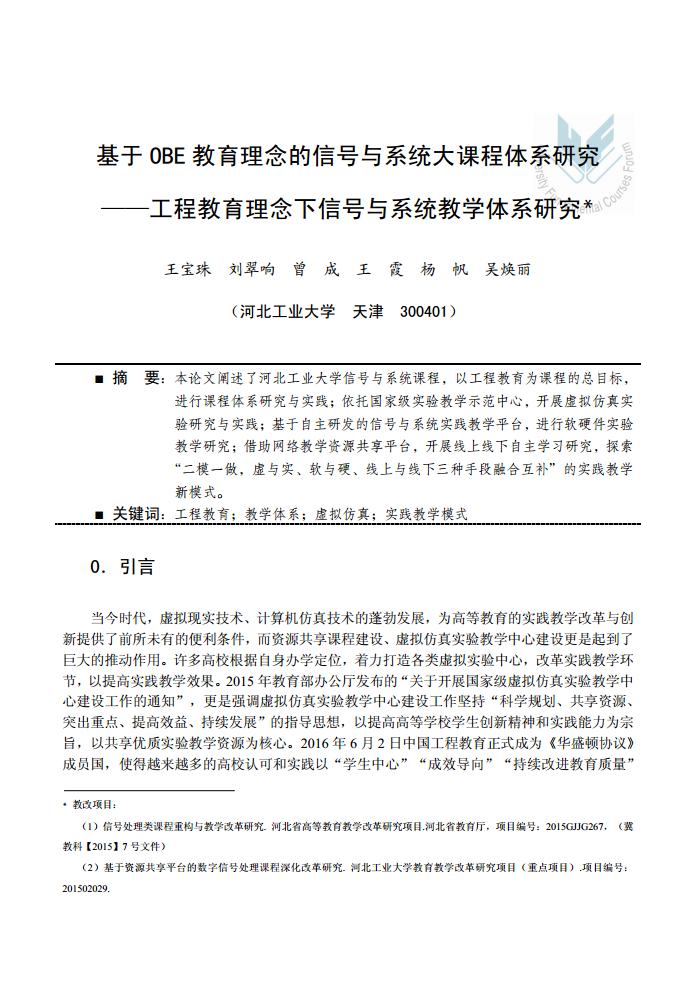 基于 OBE 教育理念的信号与系统大课程体系研究
——工程教育理念下信号与系统教学体系研究*
王宝珠 刘翠响 曾 成 王 霞 杨 帆 吴焕丽
（河北工业大学 天津 300401）
■ 摘 要：本论文阐述了河北工业大学信号与系统课程，以工程教育为课程的总目标，
进行课程体系研究与实践；依托国家级实验教学示范中心，开展虚拟仿真实
验研究与实践；基于自主研发的信号与系统实践教学平台，进行软硬件实验
教学研究；借助网络教学资源共享平台，开展线上线下自主学习研究，探索
“二模一做，虚与实、软与硬、线上与线下三种手段融合互补”的实践教学
新模式。
■ 关键词：工程教育；教学体系；虚拟仿真；实践教学模式
0．引言
当今时代，虚拟现实技术、计算机仿真技术的蓬勃发展，为高等教育的实践教学改革与创
新提供了前所未有的便利条件，而资源共享课程建设、虚拟仿真实验教学中心建设更是起到了
巨大的推动作用。许多高校根据自身办学定位，着力打造各类虚拟实验中心，改革实践教学环
节，以提高实践教学效果。2015 年教育部办公厅发布的“关于开展国家级虚拟仿真实验教学中
心建设工作的通知”，更是强调虚拟仿真实验教学中心建设工作坚持“科学规划、共享资源、
突出重点、提高效益、持续发展”的指导思想，以提高高等学校学生创新精神和实践能力为宗
旨，以共享优质实验教学资源为核心。2016 年 6 月 2 日中国工程教育正式成为《华盛顿协议》
成员国，使得越来越多的高校认可和实践以“学生中心”“成效导向”“持续改进教育质量”
* 教改项目：
（1）信号处理类课程重构与教学改革研究. 河北省高等教育教学改革研究项目.河北省教育厅，项目编号：2015GJJG267，（冀
教科【2015】7 号文件）
（2）基于资源共享平台的数字信号处理课程深化改革研究. 河北工业大学教育教学改革研究项目（重点项目）.项目编号：
201502029.